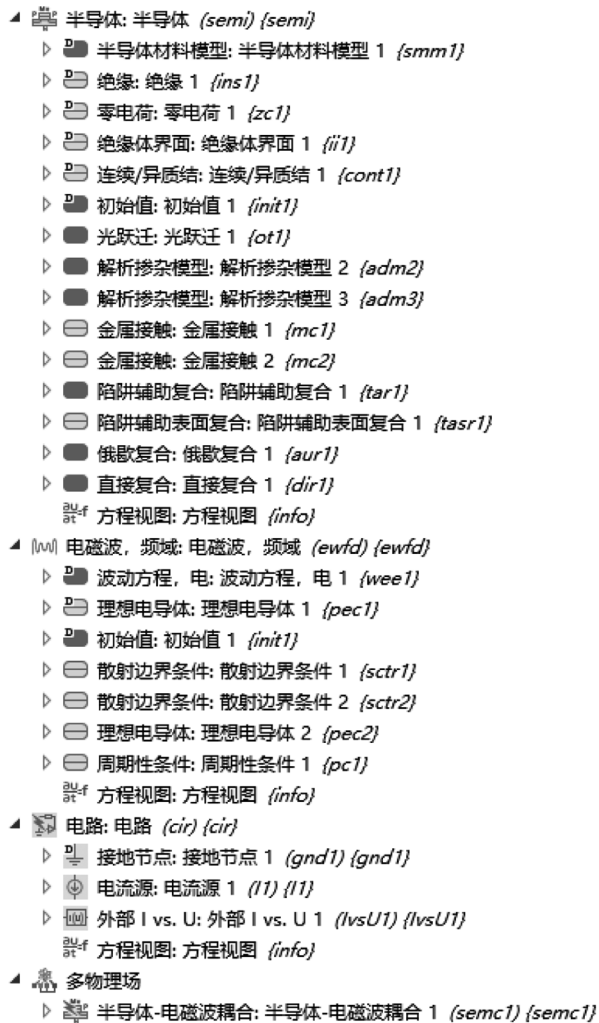 半导体: 半导体 (semi) {semi}
半导体材料模型: 半导体材料模型 1 {smm1}
绝缘: 绝缘 1 {ins1}
零电荷: 零电荷 1 {zc1}
绝缘体界面: 绝缘体界面 1 {ii1}
连续/异质结: 连续/异质结 1 {cont1}
初始值: 初始值 1 {init1}
光跃迁: 光跃迁 1 {ot1}
解析掺杂模型: 解析掺杂模型 2 {adm2}
解析掺杂模型: 解析掺杂模型 3 {adm3}
金属接触: 金属接触 1 {mc1}
金属接触: 金属接触 2 {mc2}
陷阱辅助复合: 陷阱辅助复合 1 {tar1}
陷阱辅助表面复合: 陷阱辅助表面复合 1 {tasr1}
俄歇复合: 俄歇复合 1 {aur1}
直接复合: 直接复合 1 {dir1}
方程视图: 方程视图 {info}
电磁波，频域: 电磁波，频域 (ewfd) {ewfd}
波动方程，电: 波动方程，电 1 {wee1}
理想电导体: 理想电导体 1 {pec1}
初始值: 初始值 1 {init1}
散射边界条件: 散射边界条件 1 {sctr1}
散射边界条件: 散射边界条件 2 {sctr2}
理想电导体: 理想电导体 2 {pec2}
周期性条件: 周期性条件 1 {pc1}
方程视图: 方程视图 {info}
电路: 电路 (cir) {cir}
接地节点: 接地节点 1 (gnd1) {gnd1}
电流源: 电流源 1 (I1) {I1}
外部 I vs. U: 外部 I vs. U 1 (IvsU1) {IvsU1}
方程视图: 方程视图 {info}
多物理场
半导体-电磁波耦合: 半导体-电磁波耦合 1 (semc1) {semc1}